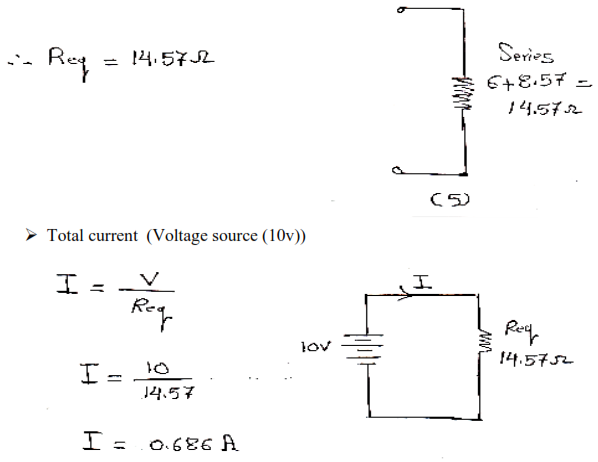 ∴ Req = 14.57Ω
Series
6+8.57 =
14.57Ω
(5)
➢ Total current (Voltage source (10v))
I = V / Req
I = 10 / 14.57
I = 0.686 A
I
10V
Req
14.57Ω